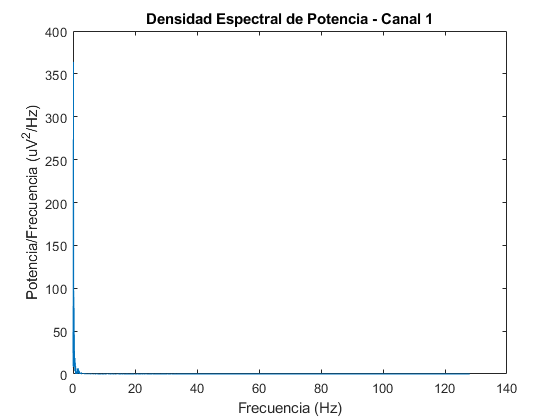 Densidad Espectral de Potencia - Canal 1
Potencia/Frecuencia (uV²/Hz)
400
350
300
250
200
150
100
50
0
0 20 40 60 80 100 120 140
Frecuencia (Hz)